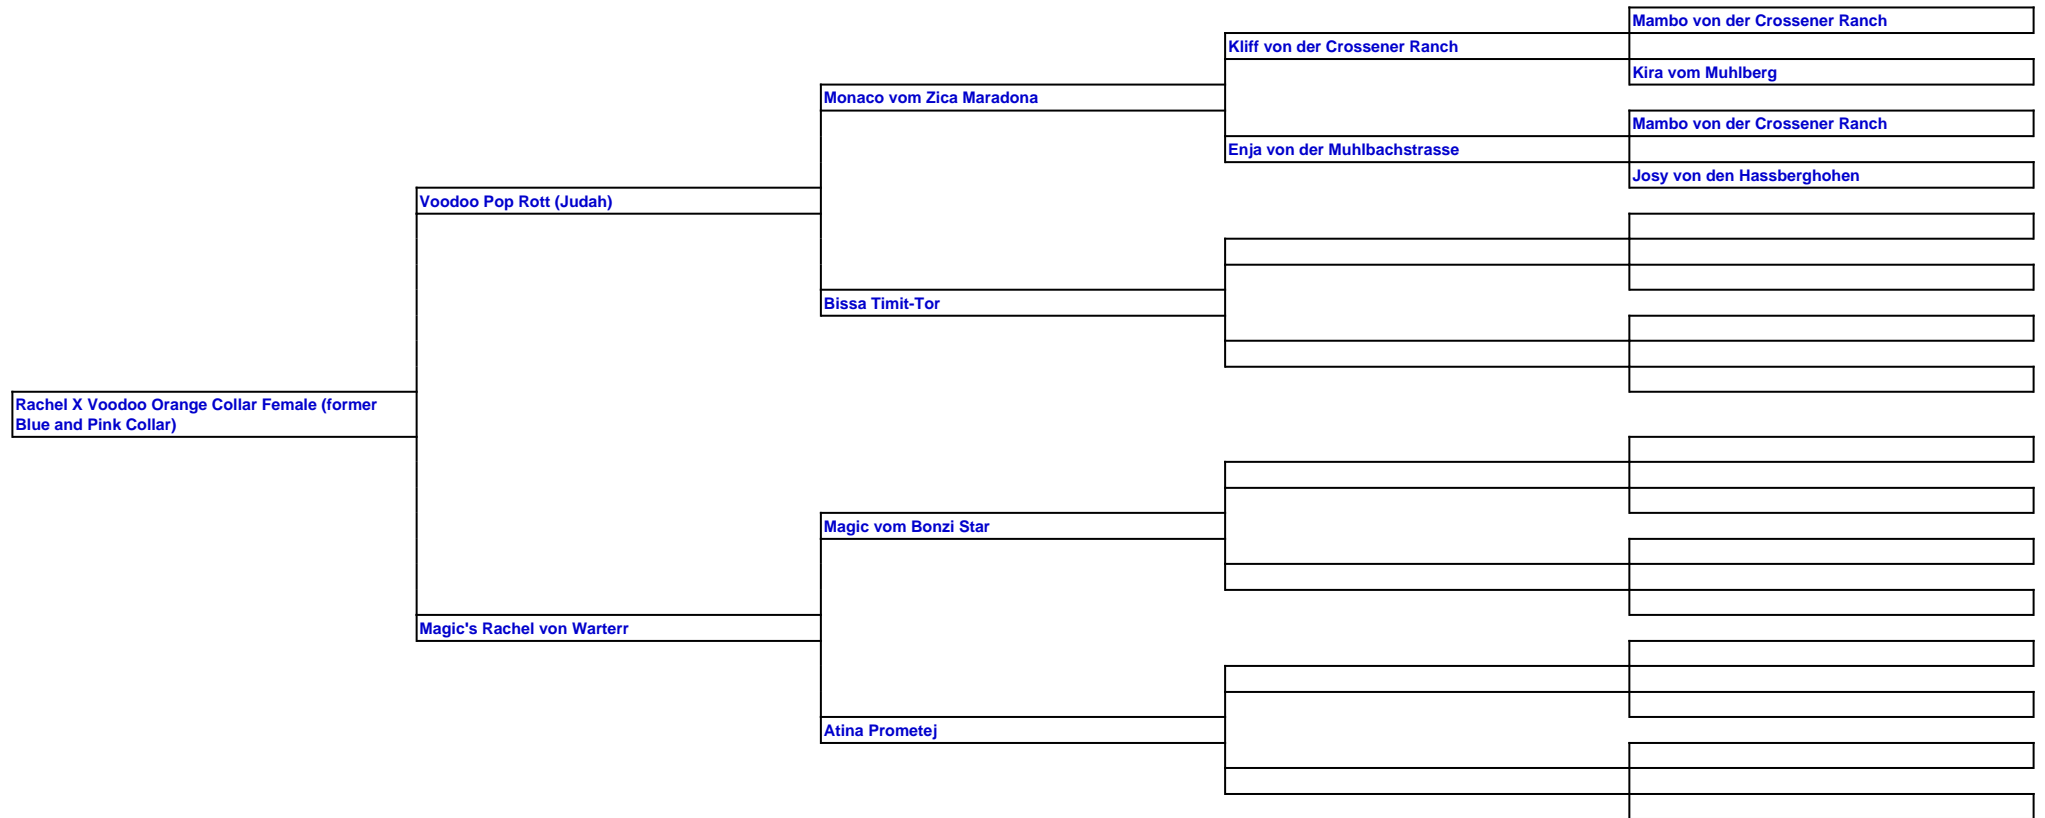 Mambo von der Crossener Ranch
Kliff von der Crossener Ranch
Kira vom Muhlberg
Monaco vom Zica Maradona
Mambo von der Crossener Ranch
Enja von der Muhlbachstrasse
Josy von den Hassberghohen
Voodoo Pop Rott (Judah)
Bissa Timit-Tor
Rachel X Voodoo Orange Collar Female (former
Blue and Pink Collar)
Magic vom Bonzi Star
Magic's Rachel von Warterr
Atina Prometej